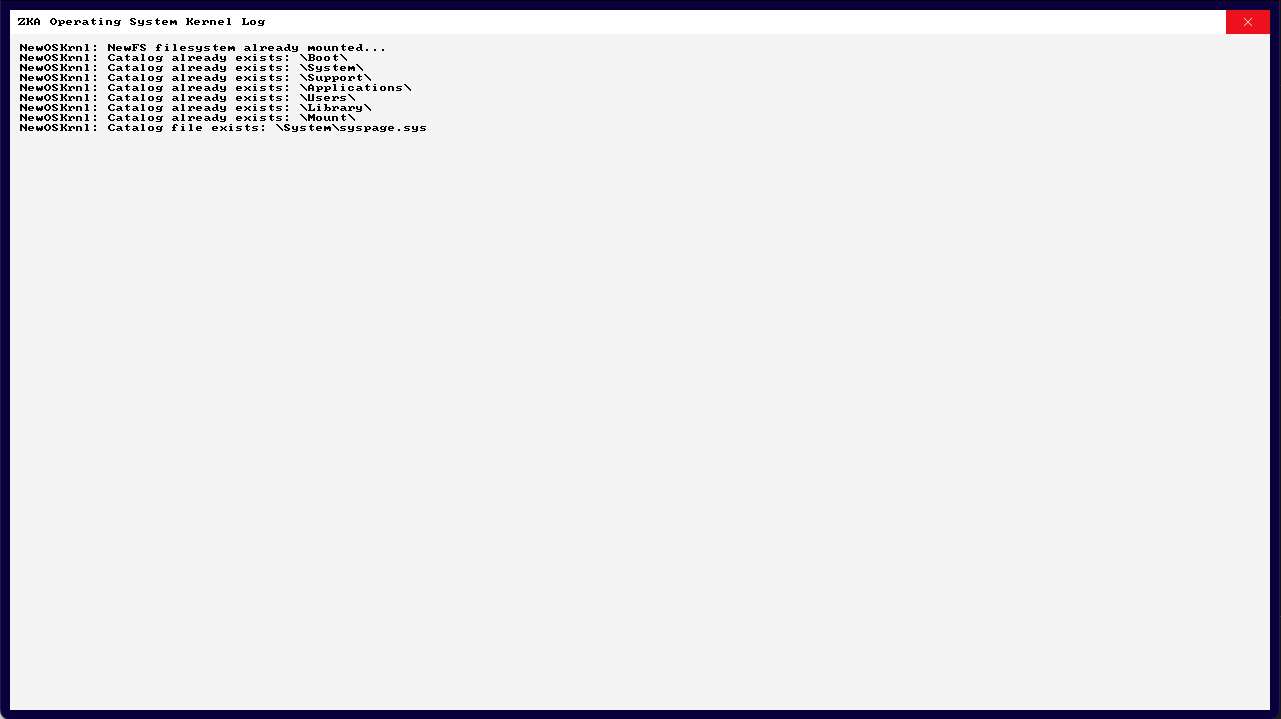 ZKA Operating System Kernel Log
NewOSKrnl: NewFS filesystem already mounted...
NewOSKrnl: Catalog already exists: \Boot\
NewOSKrnl: Catalog already exists: \System\
NewOSKrnl: Catalog already exists: \Support\
NewOSKrnl: Catalog already exists: \Applications\
NewOSKrnl: Catalog already exists: \Users\
NewOSKrnl: Catalog already exists: \Library\
NewOSKrnl: Catalog already exists: \Mount\
NewOSKrnl: Catalog file exists: \System\syspage.sys